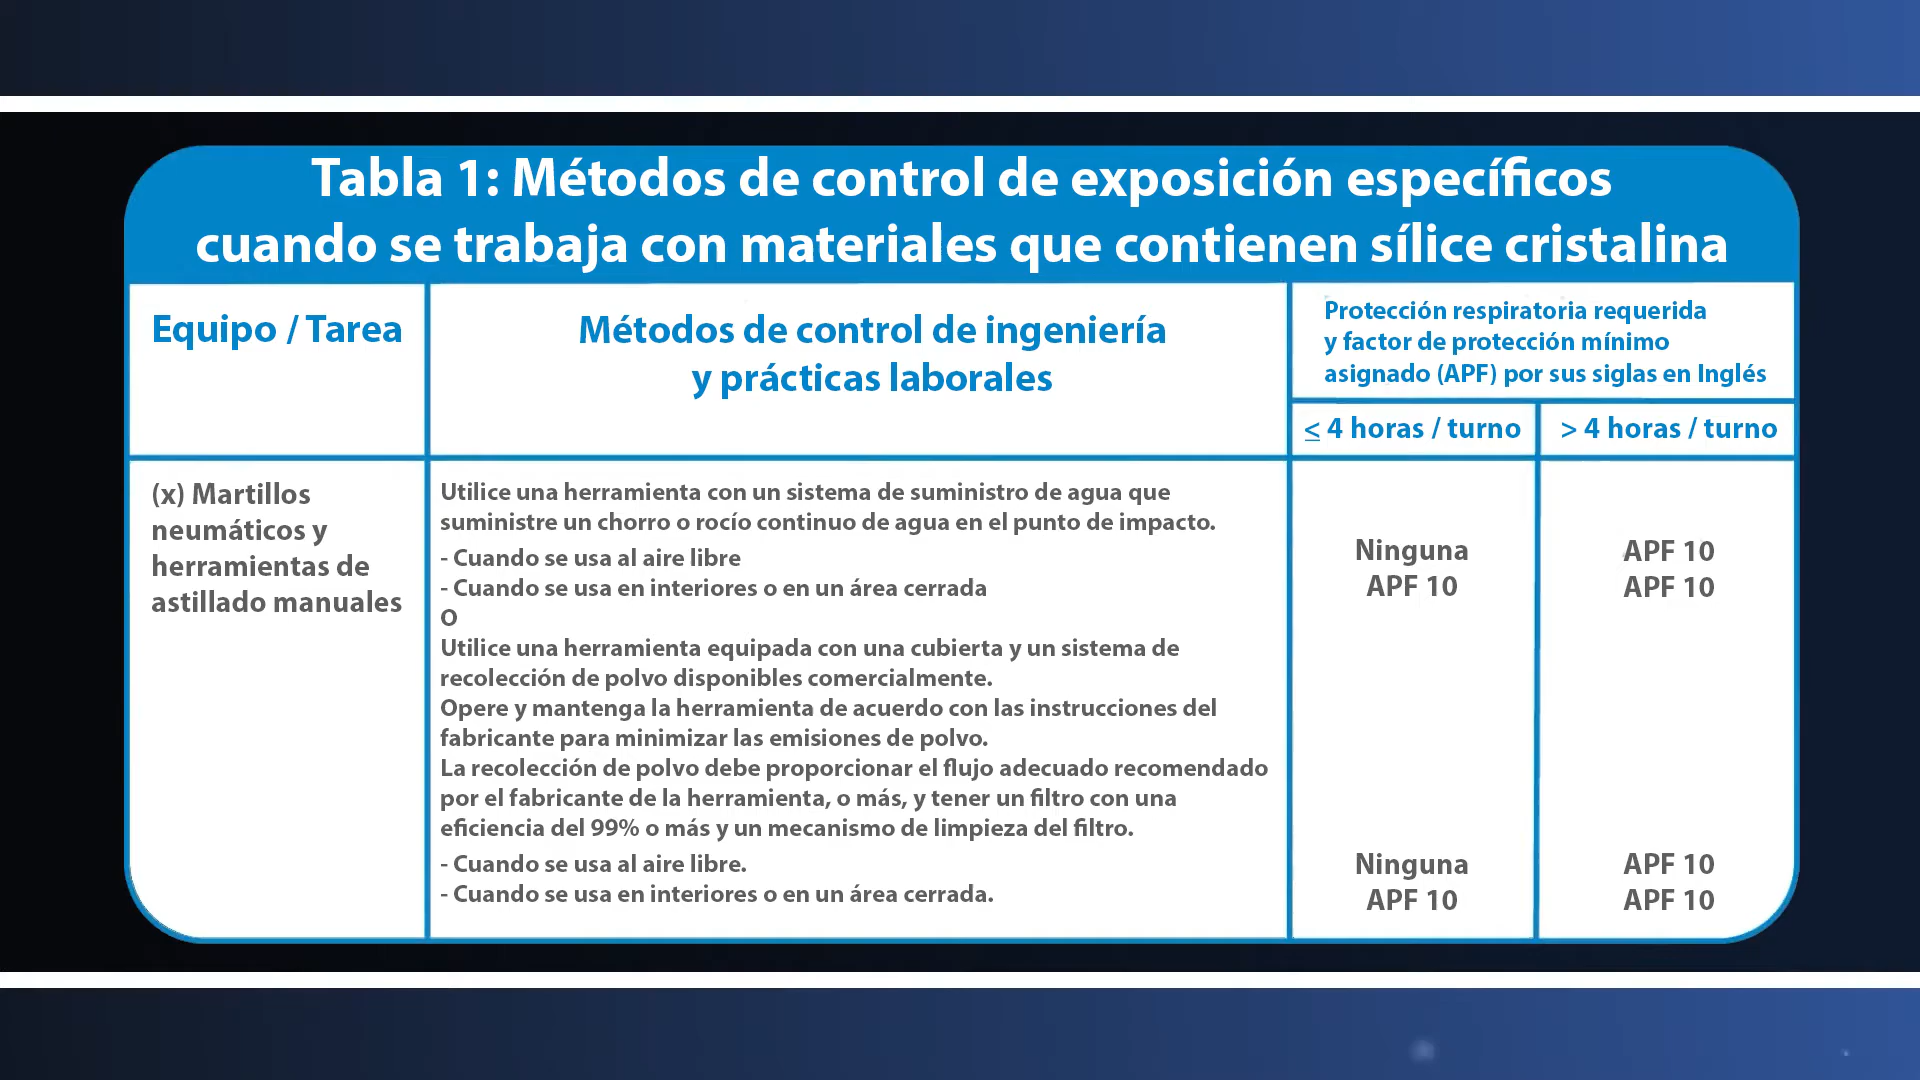 Tabla 1: Métodos de control de exposición específicos
cuando se trabaja con materiales que contienen sílice cristalina
Equipo / Tarea
Métodos de control de ingeniería
y prácticas laborales
Protección respiratoria requerida
y factor de protección mínimo
asignado (APF) por sus siglas en Inglés
≤ 4 horas / turno
> 4 horas / turno
(x) Martillos
neumáticos y
herramientas de
astillado manuales
Utilice una herramienta con un sistema de suministro de agua que
suministre un chorro o rocío continuo de agua en el punto de impacto.
- Cuando se usa al aire libre
- Cuando se usa en interiores o en un área cerrada
O
Utilice una herramienta equipada con una cubierta y un sistema de
recolección de polvo disponibles comercialmente.
Opere y mantenga la herramienta de acuerdo con las instrucciones del
fabricante para minimizar las emisiones de polvo.
La recolección de polvo debe proporcionar el flujo adecuado recomendado
por el fabricante de la herramienta, o más, y tener un filtro con una
eficiencia del 99% o más y un mecanismo de limpieza del filtro.
- Cuando se usa al aire libre.
- Cuando se usa en interiores o en un área cerrada.
Ninguna
APF 10
Ninguna
APF 10
APF 10
APF 10
APF 10
APF 10